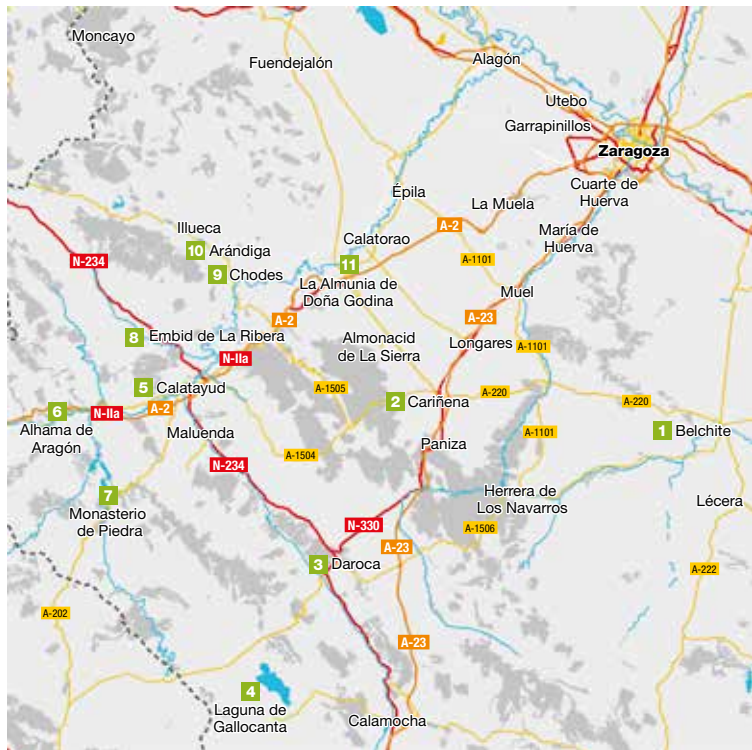 Moncayo
Fuendejalón
Alagón
Utebo
Garrapinillos
Zaragoza
Cuarte de
Huerva
Épila
La Muela
Illueca
A-2
María de
Huerva
Calatorao
10 Arándiga
N-234
A-1101
11
9 Chodes
La Almunia de
Doña Godina
Muel
A-2
A-23
8 Embid de La Ribera
Almonacid
de La Sierra
Longares
A-1101
N-IIa
5 Calatayud
A-1505
A-220
2 Cariñena
A-220
6
N-IIa
A-2
Alhama de
Aragón
Maluenda
A-1101
1 Belchite
Paniza
A-1504
N-234
7
Monasterio
de Piedra
Herrera de
Los Navarros
Lécera
N-330
A-1506
A-23
3 Daroca
A-222
A-202
A-23
4
Laguna de
Gallocanta
Calamocha